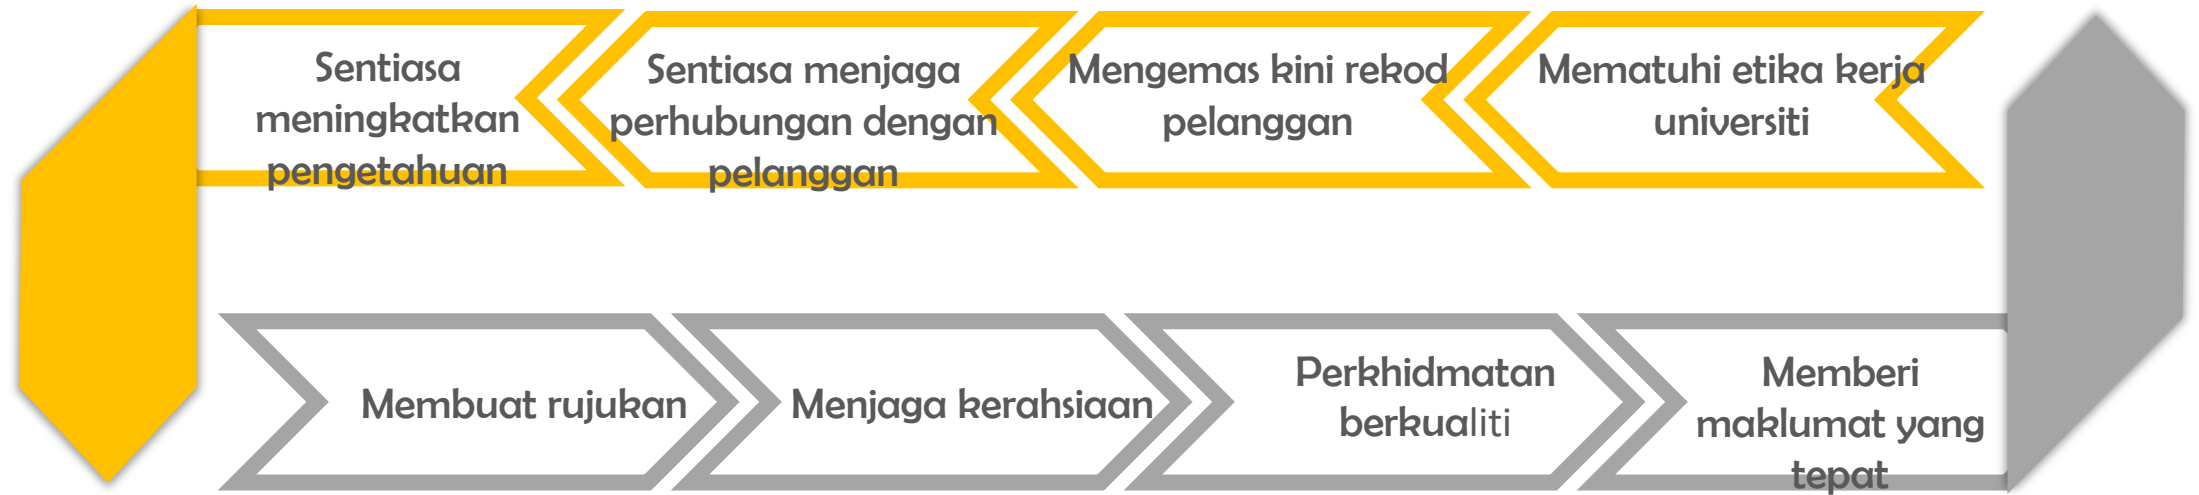 Sentiasa
meningkatkan
pengetahuan
Sentiasa menjaga
perhubungan dengan
pelanggan
Mengemas kini rekod
pelanggan
Mematuhi etika kerja
universiti
Membuat rujukan
Menjaga kerahsiaan
Perkhidmatan
berkualiti
Memberi
maklumat yang
tepat